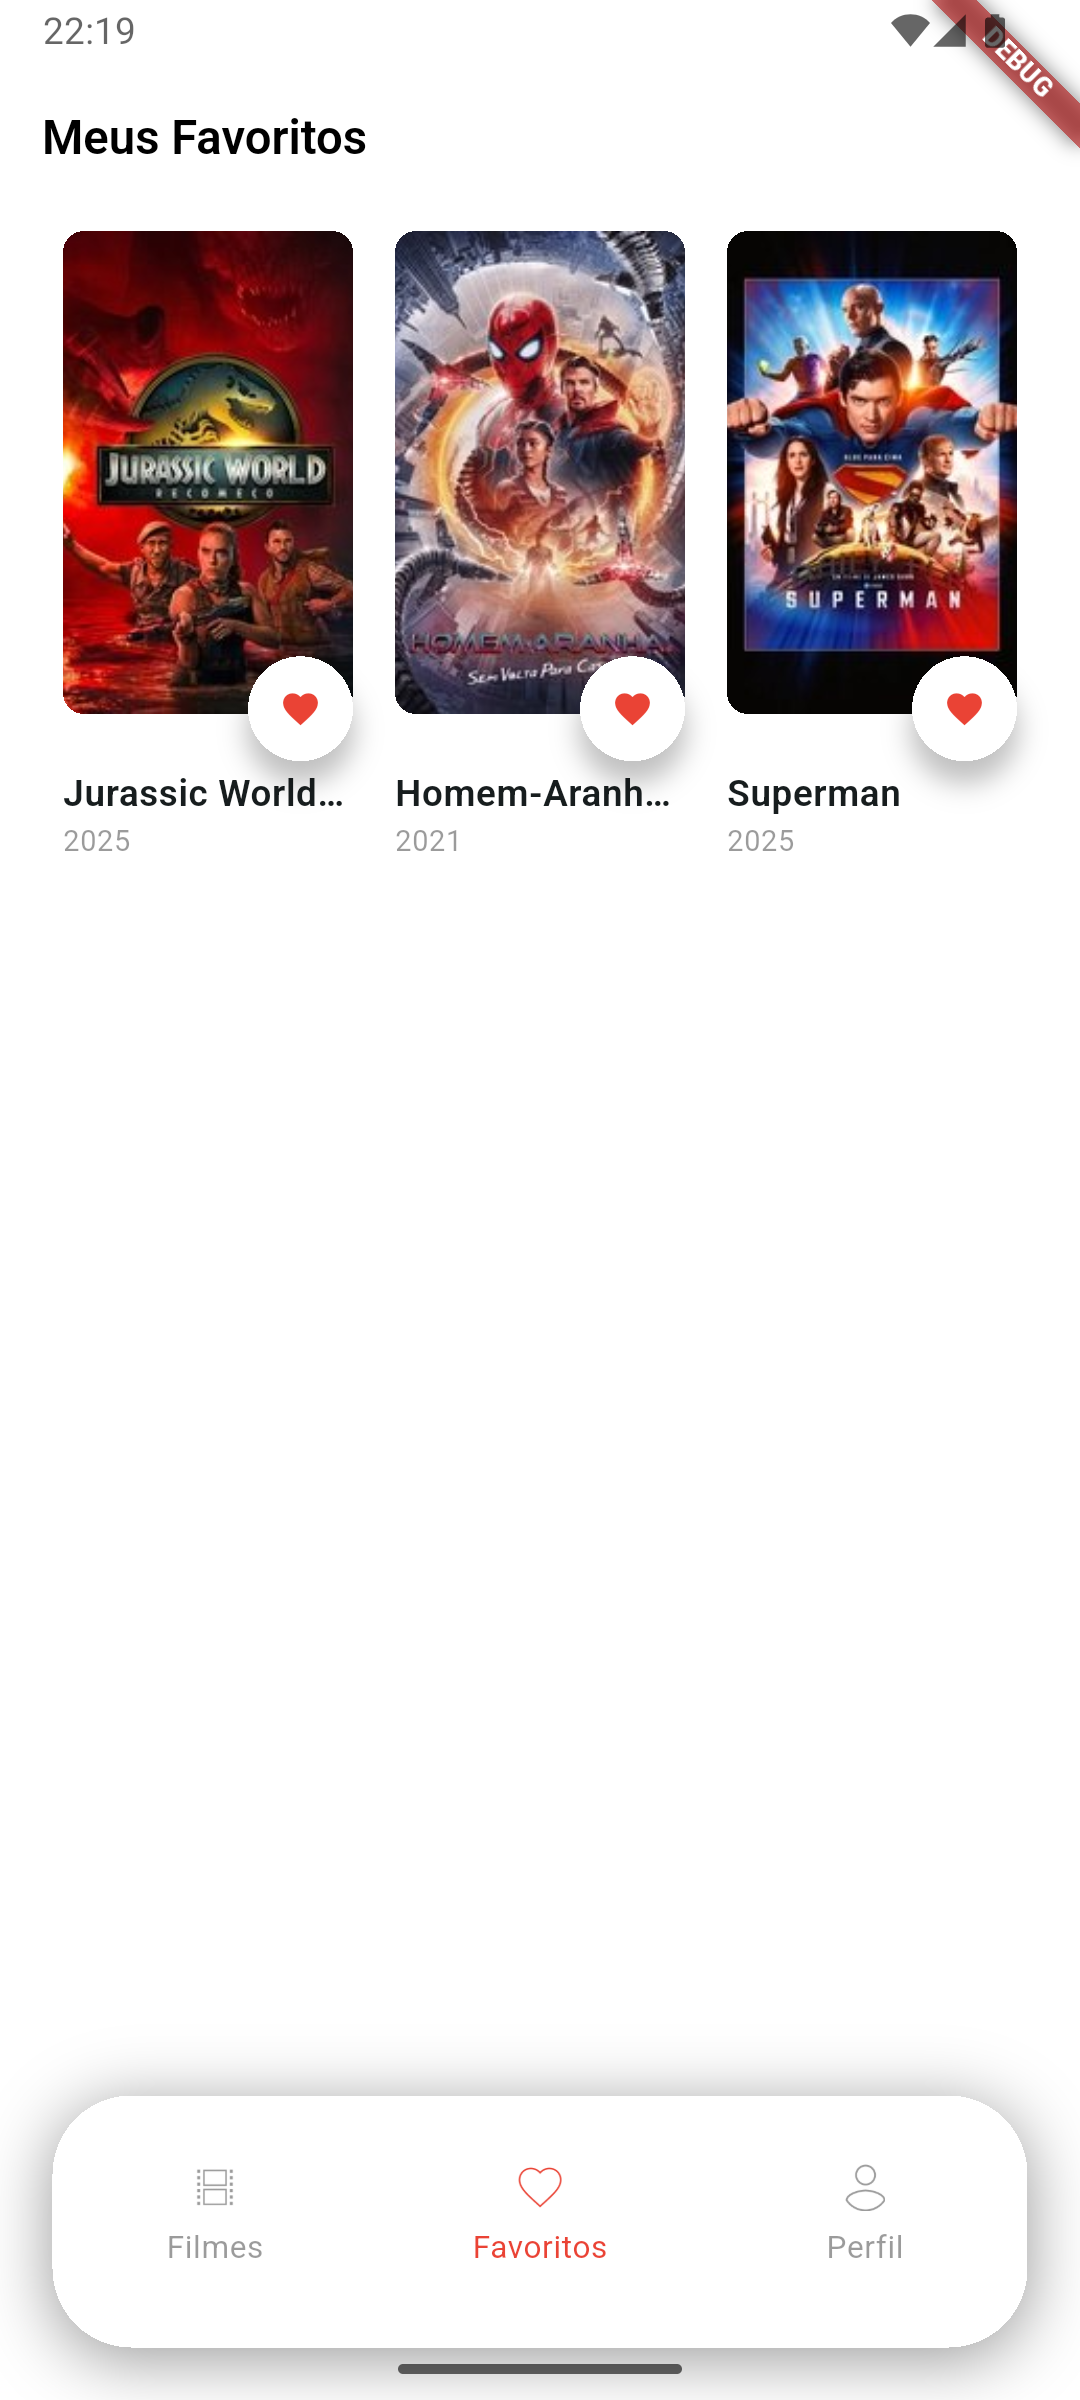 22:19
DEBUG
Meus Favoritos
JURASSIC WORLD
RECOMEÇO
HOMEM-ARANHA
Sem Volta Para
SUPERMAN
Jurassic World...
Homem-Aranh...
Superman
2025
2021
2025
Filmes
Favoritos
Perfil